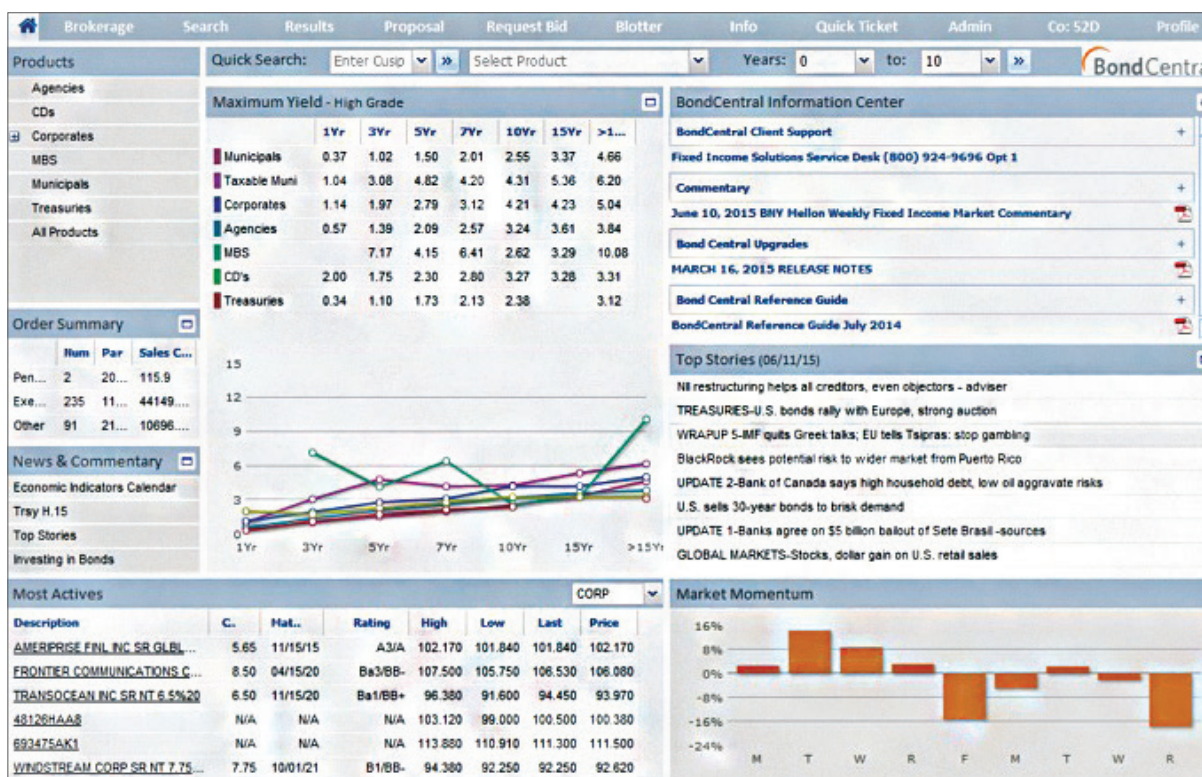 Brokerage Search Results Proposal Request Bid Blotter Info Quick Ticket Admin Co: 52D Profile
Products
Agencies
CDs
Corporates
MBS
Municipals
Treasuries
All Products
Order Summary
Num Par Sales C...
Pen... 2 20... 115.9
Exe... 235 11... 44149....
Other 91 21... 10696....
News & Commentary
Economic Indicators Calendar
Trsy H.15
Top Stories
Investing in Bonds
Quick Search: Enter Cusip Select Product Years: 0 to: 10
BondCentra
Maximum Yield - High Grade
1Yr 3Yr 5Yr 7Yr 10Yr 15Yr >1...
Municipals 0.37 1.02 1.50 2.01 2.55 3.37 4.66
Taxable Muni 1.04 3.08 4.82 4.20 4.31 5.36 6.20
Corporates 1.14 1.97 2.79 3.12 4.21 4.23 5.04
Agencies 0.57 1.39 2.09 2.57 3.24 3.61 3.84
MBS 7.17 4.15 6.41 2.62 3.29 10.08
CD's 2.00 1.75 2.30 2.80 3.27 3.28 3.31
Treasuries 0.34 1.10 1.73 2.13 2.38 3.12
15
12
9
6
3
0
1Yr 3Yr 5Yr 7Yr 10Yr 15Yr >15Yr
BondCentral Information Center
BondCentral Client Support +
Fixed Income Solutions Service Desk (800) 924-9696 Opt 1
Commentary +
June 10, 2015 BNY Mellon Weekly Fixed Income Market Commentary
Bond Central Upgrades +
MARCH 16, 2015 RELEASE NOTES
Bond Central Reference Guide +
BondCentral Reference Guide July 2014
Top Stories (06/11/15)
NII restructuring helps all creditors, even objectors - adviser
TREASURIES-U.S. bonds rally with Europe, strong auction
WRAPUP 5-IMF quits Greek talks; EU tells Tsipras: stop gambling
BlackRock sees potential risk to wider market from Puerto Rico
UPDATE 2-Bank of Canada says high household debt, low oil aggravate risks
U.S. sells 30-year bonds to brisk demand
UPDATE 1-Banks agree on $5 billion bailout of Sete Brasil -sources
GLOBAL MARKETS-Stocks, dollar gain on U.S. retail sales
Most Actives CORP
Description C.. Mat.. Rating High Low Last Price
AMERIPRISE FINL INC SR GLBL... 5.65 11/15/15 A3/A 102.170 101.840 101.840 102.170
FRONTIER COMMUNICATIONS C... 8.50 04/15/20 Ba3/BB- 107.500 105.750 106.530 106.080
TRANSOCEAN INC SR NT 6.5%20 6.50 11/15/20 Ba1/BB+ 96.380 91.600 94.450 93.970
48126HAA8 N/A N/A N/A 103.120 99.000 100.500 100.380
693475AK1 N/A N/A N/A 113.880 110.910 111.300 111.500
WINDSTREAM CORP SR NT 7.75... 7.75 10/01/21 B1/BB- 94.380 92.250 92.250 92.620
Market Momentum
16%
8%
0%
-8%
-16%
-24%
M T W R F M T W R